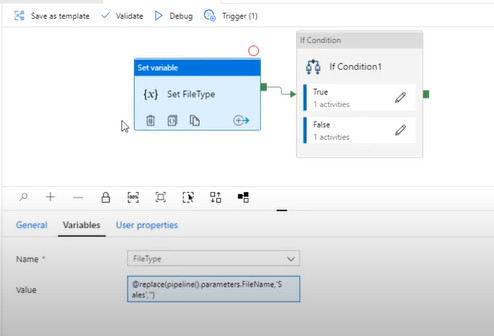 Save as template Validate Debug Trigger (1)
Set variable
{x} Set FileType
If Condition
If Condition1
True
1 activities
False
1 activities
100%
General Variables User properties
Name * FileType
Value @replace(pipeline().parameters.FileName,'S
ales','')